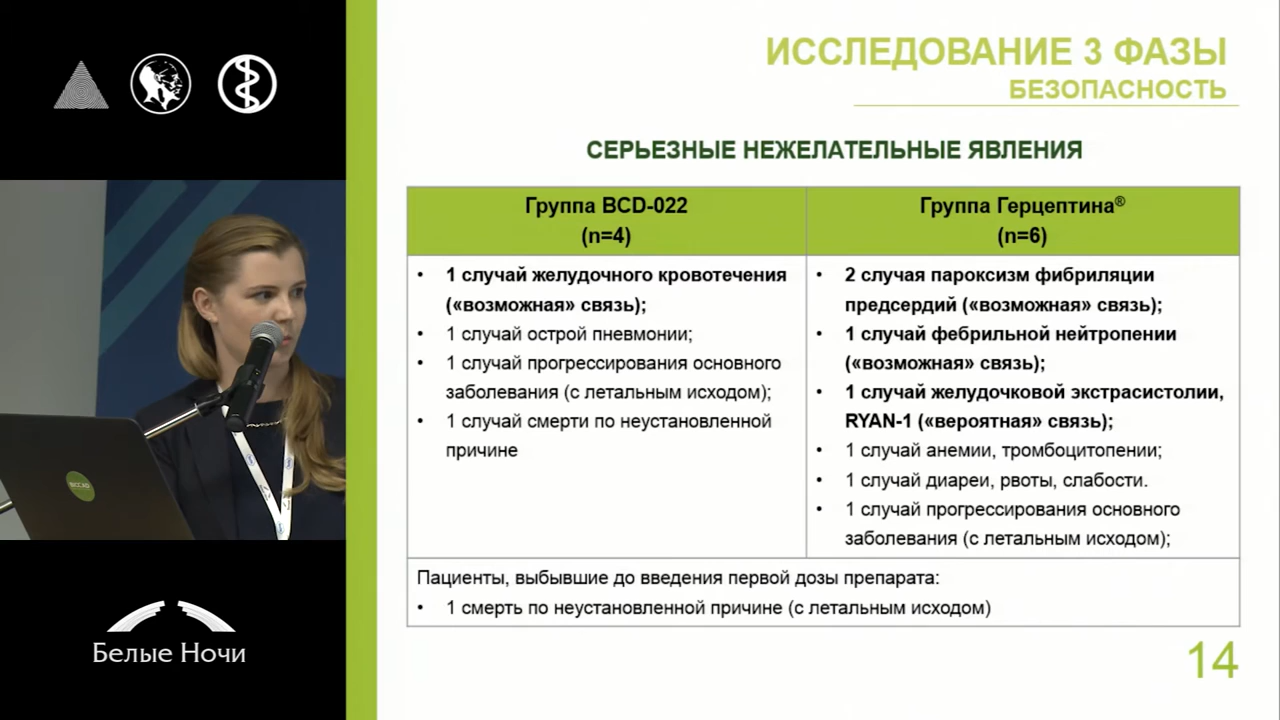 ИССЛЕДОВАНИЕ 3 ФАЗЫ
БЕЗОПАСНОСТЬ
СЕРЬЕЗНЫЕ НЕЖЕЛАТЕЛЬНЫЕ ЯВЛЕНИЯ
Группа BCD-022
(n=4)
• 1 случай желудочного кровотечения
(«возможная» связь);
• 1 случай острой пневмонии;
• 1 случай прогрессирования основного
заболевания (с летальным исходом);
• 1 случай смерти по неустановленной
причине
Группа Герцептина®
(n=6)
• 2 случая пароксизм фибриляции
предсердий («возможная» связь);
• 1 случай фебрильной нейтропении
(«возможная» связь);
• 1 случай желудочковой экстрасистолии,
RYAN-1 («вероятная» связь);
• 1 случай анемии, тромбоцитопении;
• 1 случай диареи, рвоты, слабости.
• 1 случай прогрессирования основного
заболевания (с летальным исходом);
Пациенты, выбывшие до введения первой дозы препарата:
• 1 смерть по неустановленной причине (с летальным исходом)
14
Белые Ночи